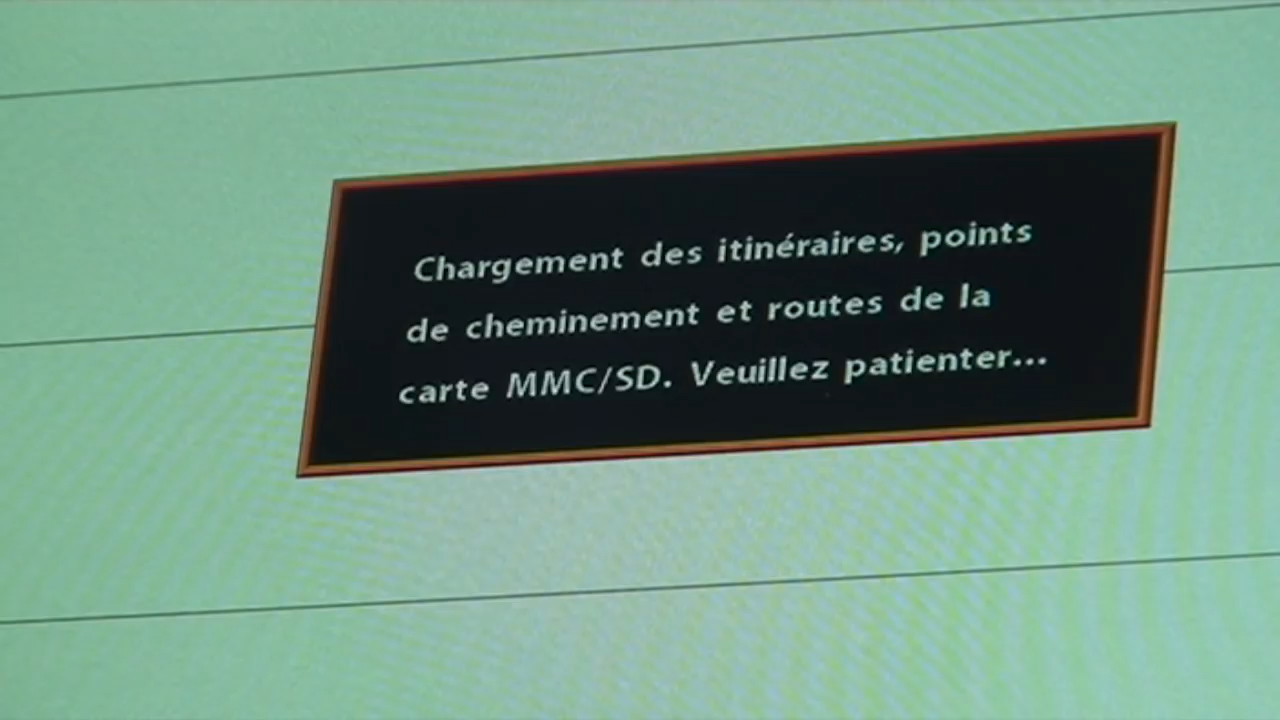 Chargement des itinéraires, points
de cheminement et routes de la
carte MMC/SD. Veuillez patienter...